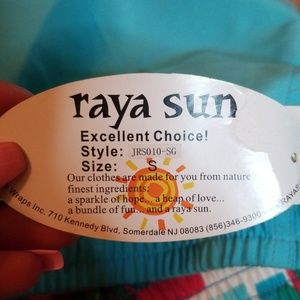 raya sun
Excellent Choice!
Style: JRS010-SG
Size: S
Our clothes are made for you from nature's
finest ingredients:
a sparkle of hope... a heap of love...
a bundle of fun... and a raya sun.
Wraps Inc. 710 Kennedy Blvd, Somerdale NJ 08083 (856)346-9300